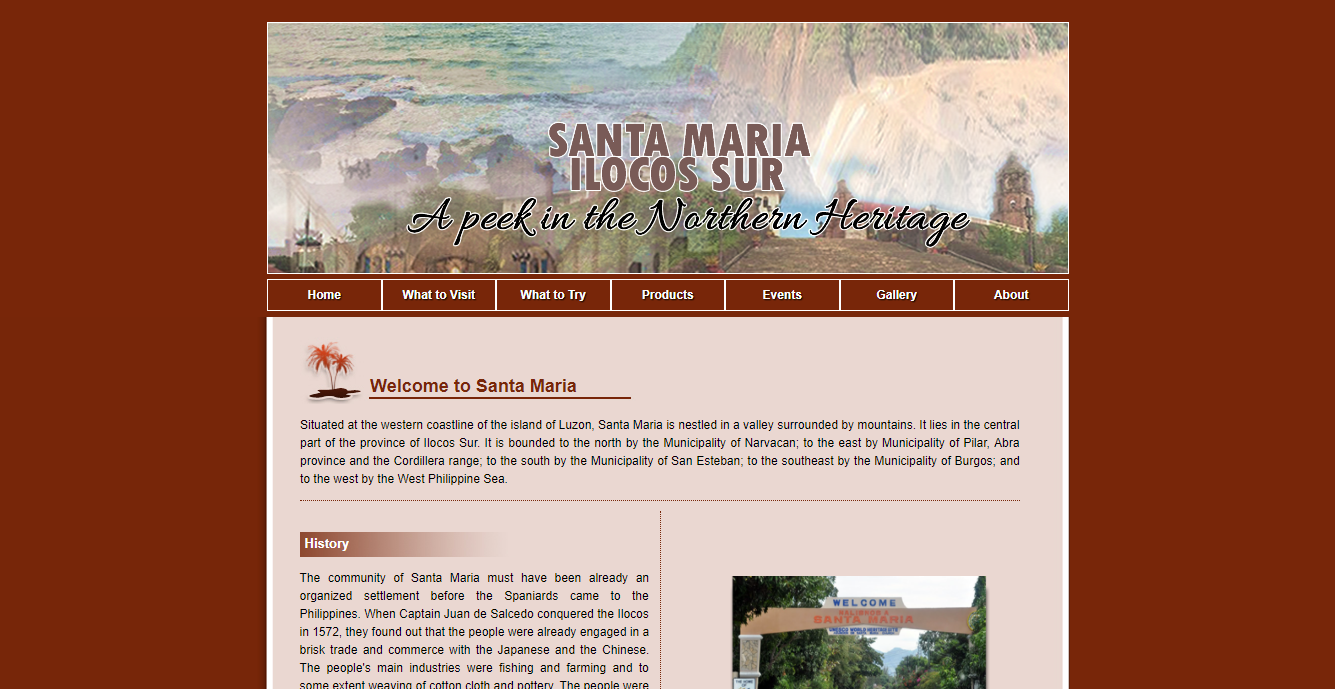 SANTA MARIA
ILOCOS SUR
A peek in the Northern Heritage
Home What to Visit What to Try Products Events Gallery About
Welcome to Santa Maria
Situated at the western coastline of the island of Luzon, Santa Maria is nestled in a valley surrounded by mountains. It lies in the central
part of the province of Ilocos Sur. It is bounded to the north by the Municipality of Narvacan; to the east by Municipality of Pilar, Abra
province and the Cordillera range; to the south by the Municipality of San Esteban; to the southeast by the Municipality of Burgos; and
to the west by the West Philippine Sea.
History
The community of Santa Maria must have been already an
organized settlement before the Spaniards came to the
Philippines. When Captain Juan de Salcedo conquered the Ilocos
in 1572, they found out that the people were already engaged in a
brisk trade and commerce with the Japanese and the Chinese.
The people's main industries were fishing and farming and to
some extent weaving of cotton cloth and pottery. The people were
WELCOME
SANTA MARIA